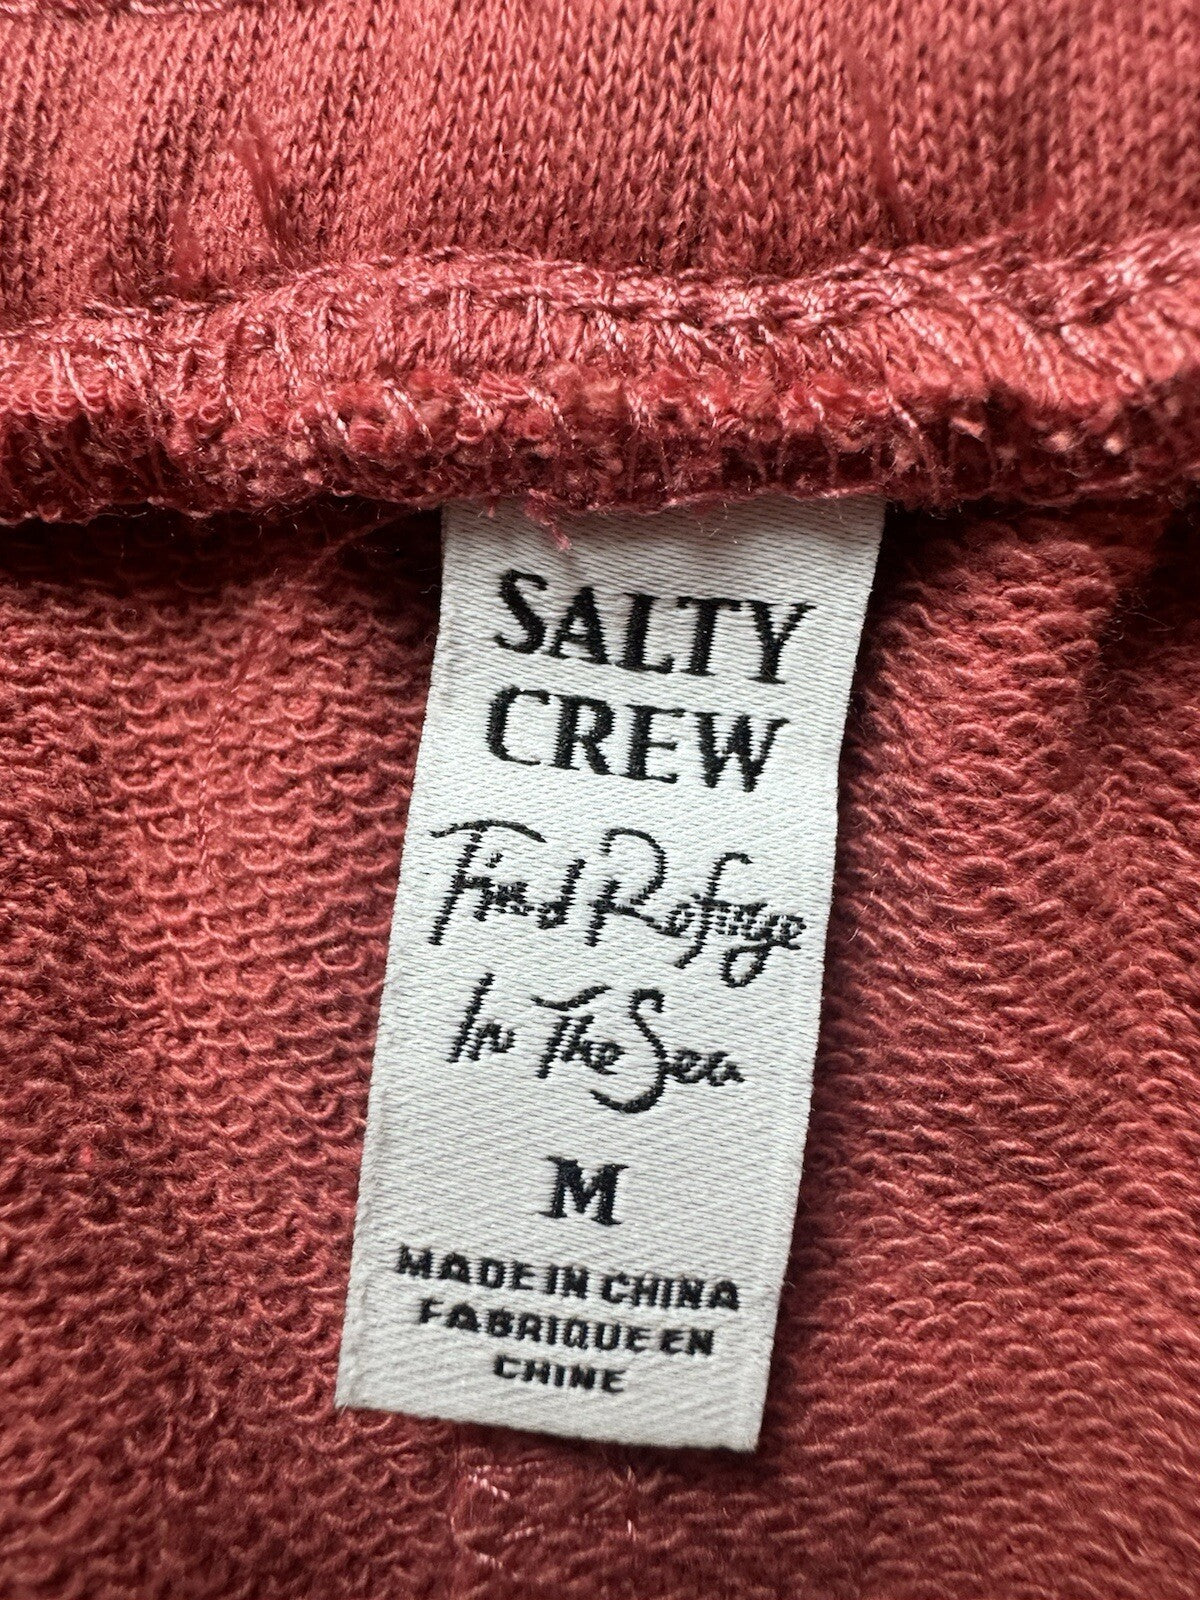 SALTY
CREW
Find Refuge
In The Sea
M
MADE IN CHINA
FABRIQUE EN
CHINE